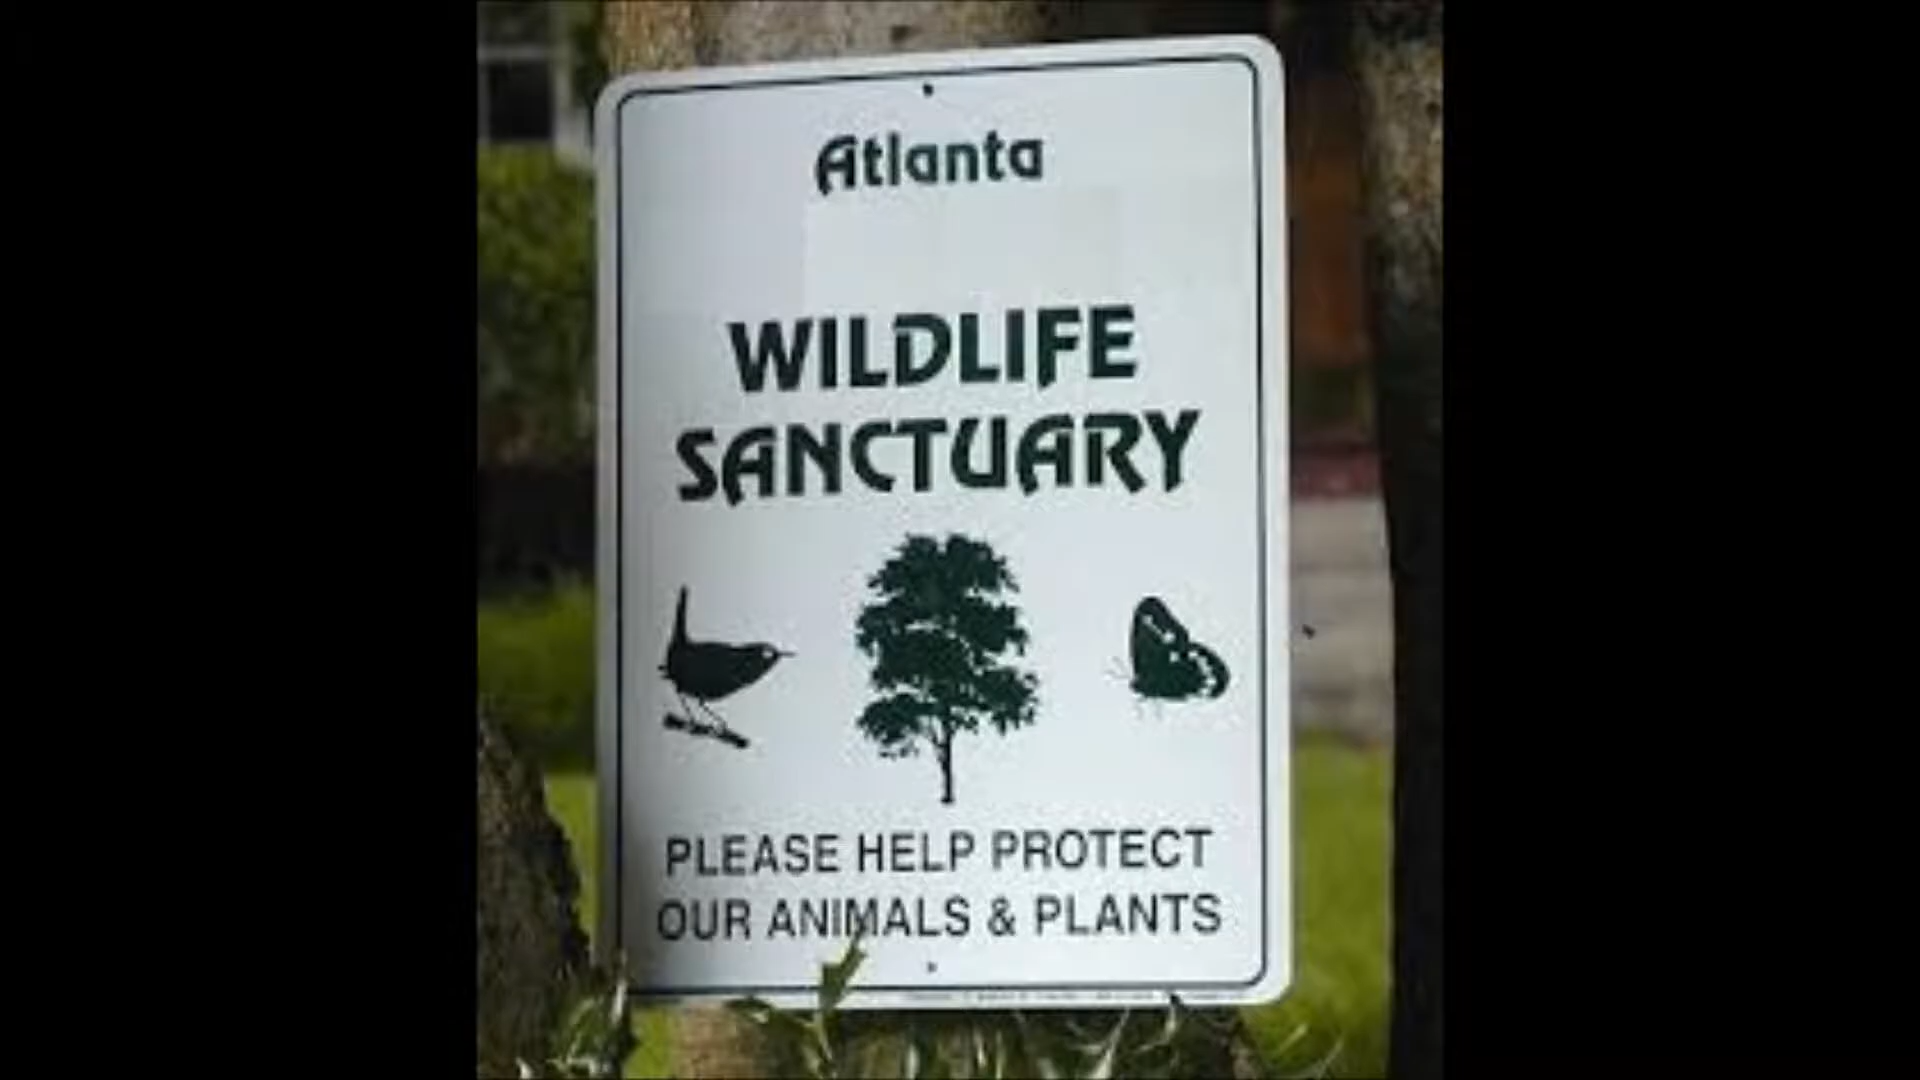 Atlanta
WILDLIFE
SANCTUARY
PLEASE HELP PROTECT
OUR ANIMALS & PLANTS